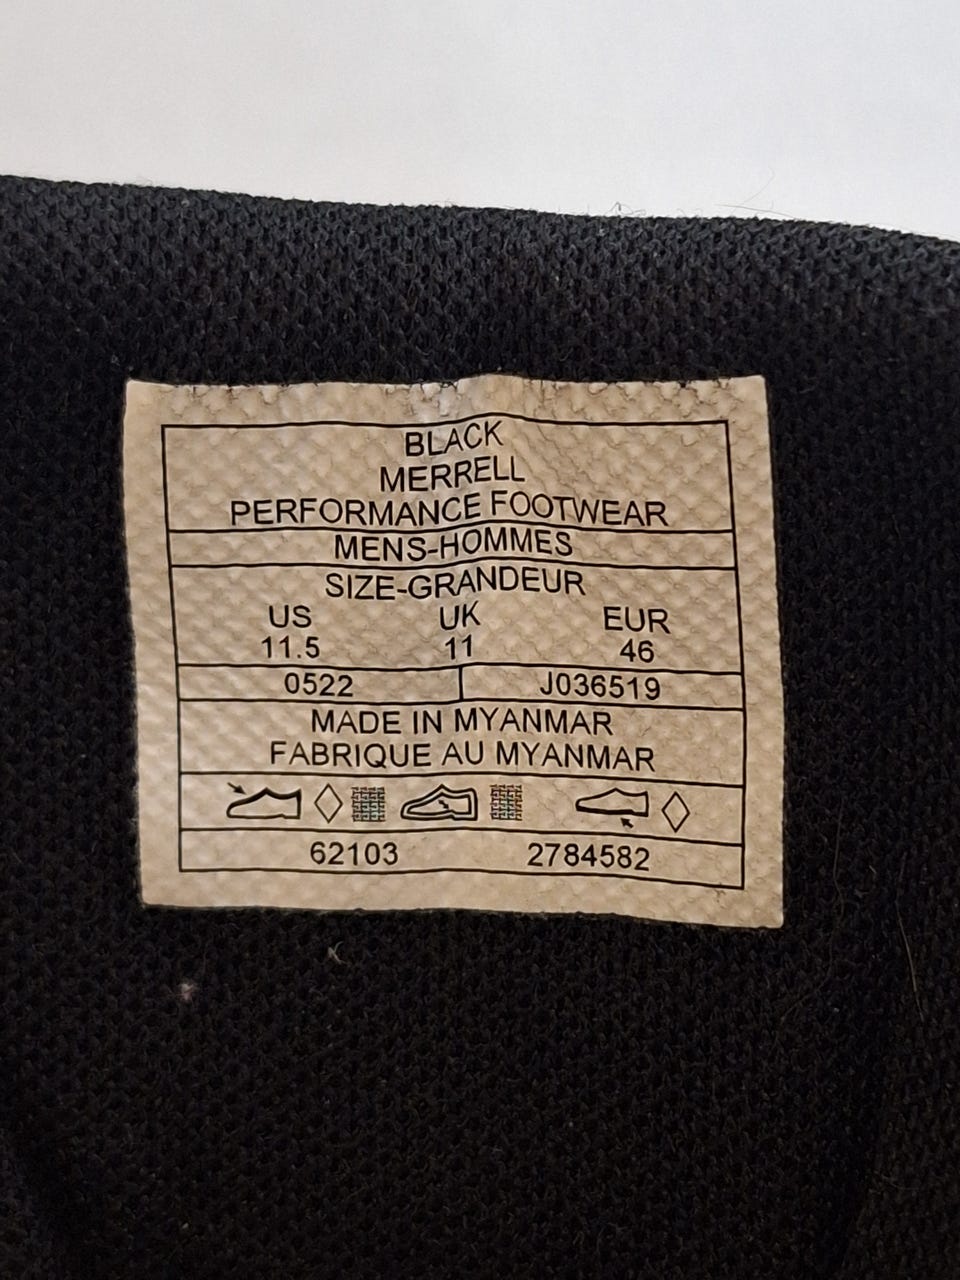 BLACK
MERRELL
PERFORMANCE FOOTWEAR
MENS-HOMMES
SIZE-GRANDEUR
US UK EUR
11.5 11 46
0522 J036519
MADE IN MYANMAR
FABRIQUE AU MYANMAR
62103 2784582